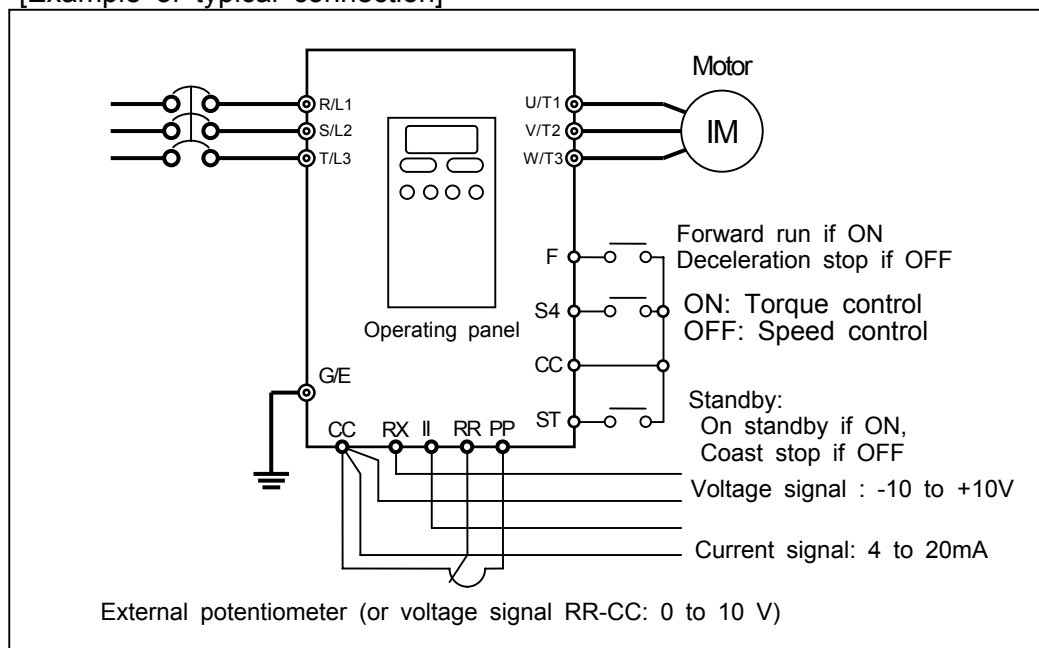 [Example of typical connection]
Motor
R/L1
U/T1
S/L2
V/T2
IM
T/L3
W/T3
F
Forward run if ON
Deceleration stop if OFF
S4
ON: Torque control
OFF: Speed control
Operating panel
CC
G/E
ST
Standby:
On standby if ON,
Coast stop if OFF
CC RX II RR PP
Voltage signal : -10 to +10V
Current signal: 4 to 20mA
External potentiometer (or voltage signal RR-CC: 0 to 10 V)